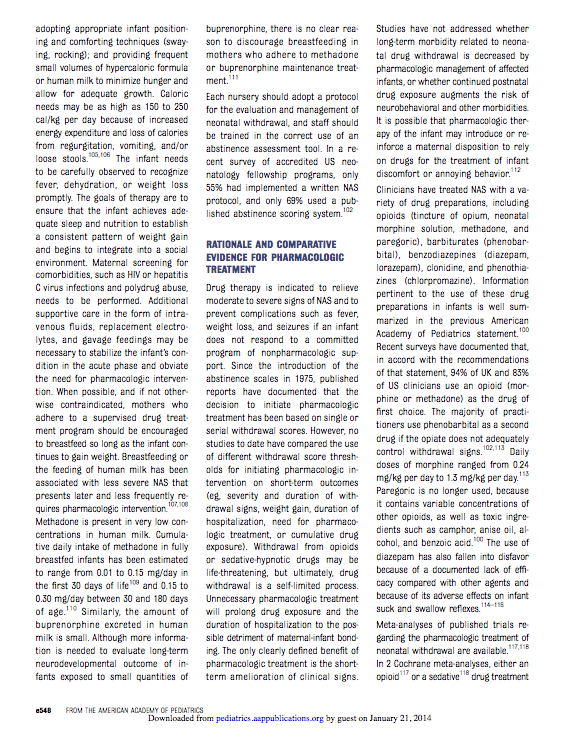 adopting appropriate infant position-
ing and comforting techniques (sway-
ing, rocking); and providing frequent
small volumes of hypercaloric formula
or human milk to minimize hunger and
allow for adequate growth. Caloric
needs may be as high as 150 to 250
cal/kg per day because of increased
energy expenditure and loss of calories
from regurgitation, vomiting, and/or
loose stools.105,106 The infant needs
to be carefully observed to recognize
fever, dehydration, or weight loss
promptly. The goals of therapy are to
ensure that the infant achieves ade-
quate sleep and nutrition to establish
a consistent pattern of weight gain
and begins to integrate into a social
environment. Maternal screening for
comorbidities, such as HIV or hepatitis
C virus infections and polydrug abuse,
needs to be performed. Additional
supportive care in the form of intra-
venous fluids, replacement electro-
lytes, and gavage feedings may be
necessary to stabilize the infant's con-
dition in the acute phase and obviate
the need for pharmacologic interven-
tion. When possible, and if not other-
wise contraindicated, mothers who
adhere to a supervised drug treat-
ment program should be encouraged
to breastfeed so long as the infant con-
tinues to gain weight. Breastfeeding or
the feeding of human milk has been
associated with less severe NAS that
presents later and less frequently re-
quires pharmacologic intervention.107,108
Methadone is present in very low con-
centrations in human milk. Cumula-
tive daily intake of methadone in fully
breastfed infants has been estimated
to range from 0.01 to 0.15 mg/day in
the first 30 days of life109 and 0.15 to
0.30 mg/day between 30 and 180 days
of age.110 Similarly, the amount of
buprenorphine excreted in human
milk is small. Although more informa-
tion is needed to evaluate long-term
neurodevelopmental outcome of in-
fants exposed to small quantities of
buprenorphine, there is no clear rea-
son to discourage breastfeeding in
mothers who adhere to methadone
or buprenorphine maintenance treat-
ment.111
Each nursery should adopt a protocol
for the evaluation and management of
neonatal withdrawal, and staff should
be trained in the correct use of an
abstinence assessment tool. In a re-
cent survey of accredited US neo-
natology fellowship programs, only
55% had implemented a written NAS
protocol, and only 69% used a pub-
lished abstinence scoring system.102
RATIONALE AND COMPARATIVE
EVIDENCE FOR PHARMACOLOGIC
TREATMENT
Drug therapy is indicated to relieve
moderate to severe signs of NAS and to
prevent complications such as fever,
weight loss, and seizures if an infant
does not respond to a committed
program of nonpharmacologic sup-
port. Since the introduction of the
abstinence scales in 1975, published
reports have documented that the
decision to initiate pharmacologic
treatment has been based on single or
serial withdrawal scores. However, no
studies to date have compared the use
of different withdrawal score thresh-
olds for initiating pharmacologic in-
tervention on short-term outcomes
(eg, severity and duration of with-
drawal signs, weight gain, duration of
hospitalization, need for pharmaco-
logic treatment, or cumulative drug
exposure). Withdrawal from opioids
or sedative-hypnotic drugs may be
life-threatening, but ultimately, drug
withdrawal is a self-limited process.
Unnecessary pharmacologic treatment
will prolong drug exposure and the
duration of hospitalization to the pos-
sible detriment of maternal-infant bond-
ing. The only clearly defined benefit of
pharmacologic treatment is the short-
term amelioration of clinical signs.
Studies have not addressed whether
long-term morbidity related to neona-
tal drug withdrawal is decreased by
pharmacologic management of affected
infants, or whether continued postnatal
drug exposure augments the risk of
neurobehavioral and other morbidities.
It is possible that pharmacologic ther-
apy of the infant may introduce or re-
inforce a maternal disposition to rely
on drugs for the treatment of infant
discomfort or annoying behavior.112
Clinicians have treated NAS with a va-
riety of drug preparations, including
opioids (tincture of opium, neonatal
morphine solution, methadone, and
paregoric), barbiturates (phenobar-
bital), benzodiazepines (diazepam,
lorazepam), clonidine, and phenothia-
zines (chlorpromazine). Information
pertinent to the use of these drug
preparations in infants is well sum-
marized in the previous American
Academy of Pediatrics statement.100
Recent surveys have documented that,
in accord with the recommendations
of that statement, 94% of UK and 83%
of US clinicians use an opioid (mor-
phine or methadone) as the drug of
first choice. The majority of practi-
tioners use phenobarbital as a second
drug if the opiate does not adequately
control withdrawal signs.102,113 Daily
doses of morphine ranged from 0.24
mg/kg per day to 1.3 mg/kg per day.113
Paregoric is no longer used, because
it contains variable concentrations of
other opioids, as well as toxic ingre-
dients such as camphor, anise oil, al-
cohol, and benzoic acid.100 The use of
diazepam has also fallen into disfavor
because of a documented lack of effi-
cacy compared with other agents and
because of its adverse effects on infant
suck and swallow reflexes.114–116
Meta-analyses of published trials re-
garding the pharmacologic treatment of
neonatal withdrawal are available.117,118
In 2 Cochrane meta-analyses, either an
opioid117 or a sedative118 drug treatment
e548 FROM THE AMERICAN ACADEMY OF PEDIATRICS
Downloaded from pediatrics.aappublications.org by guest on January 21, 2014